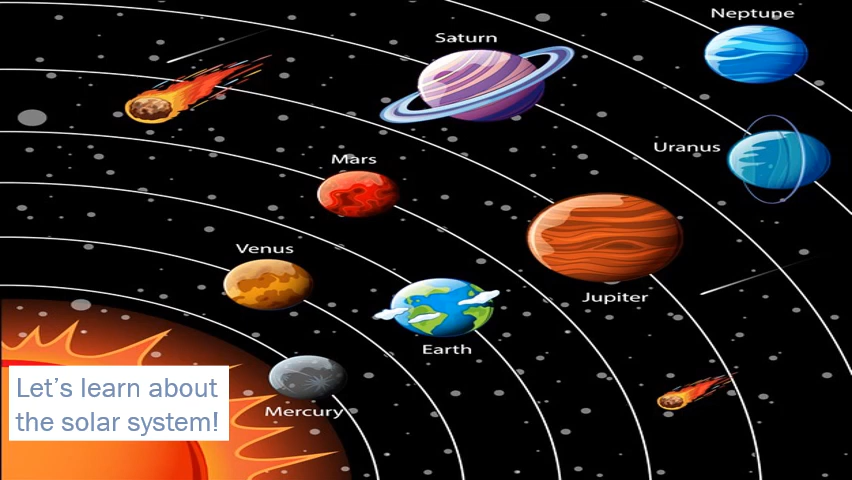 Neptune
Saturn
Uranus
Mars
Venus
Jupiter
Earth
Mercury
Let's learn about
the solar system!